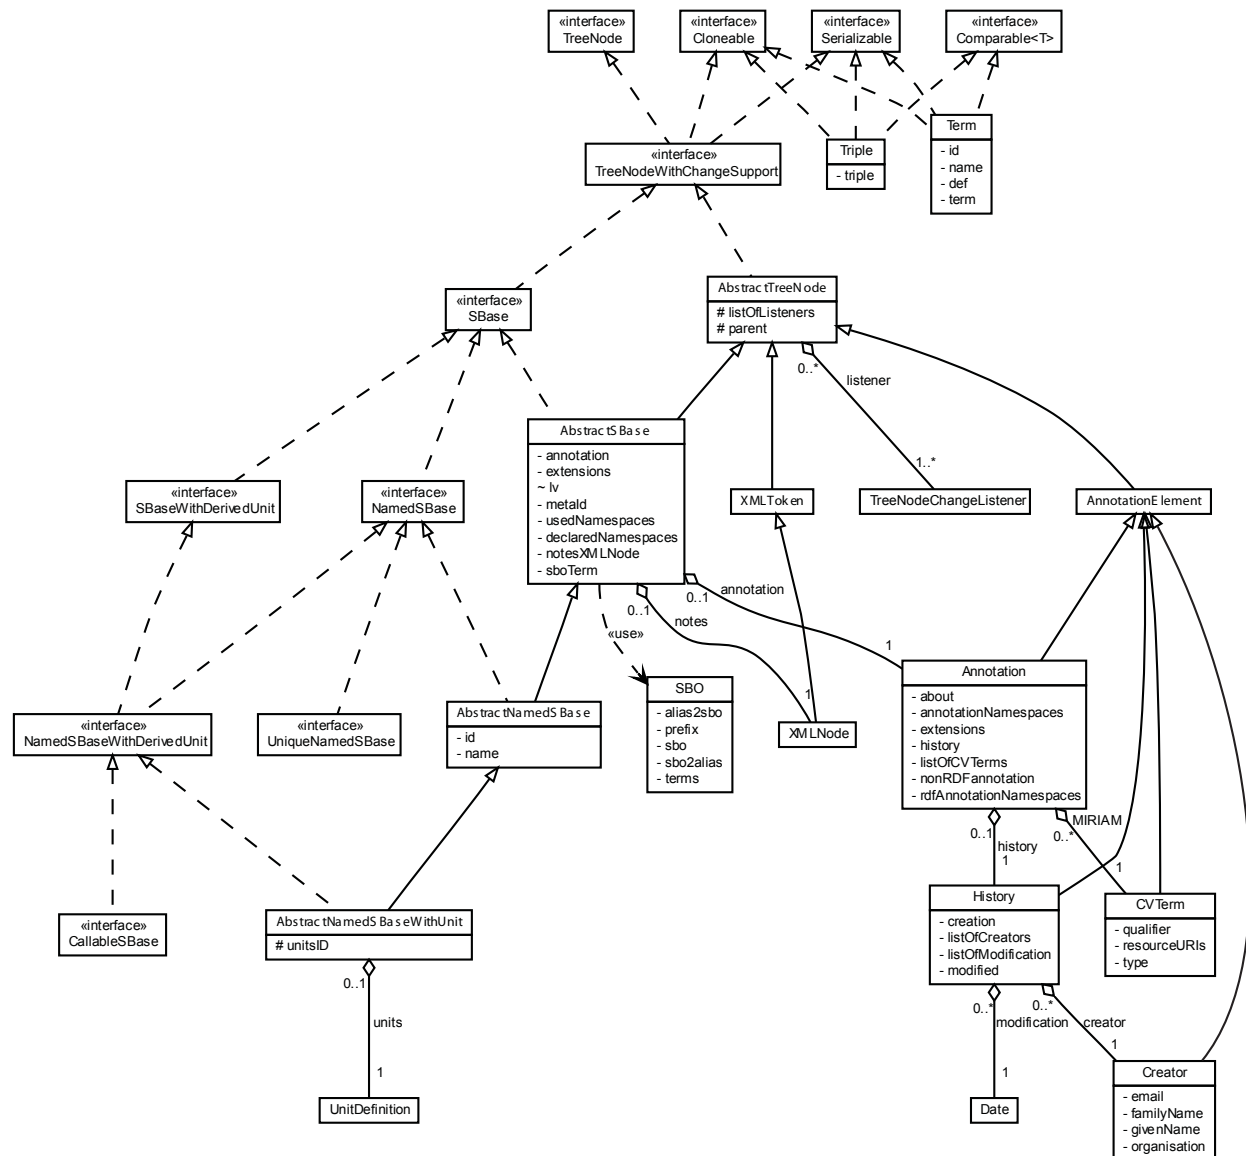 «interface»
TreeNode
«interface»
Cloneable
«interface»
Serializable
«interface»
Comparable<T>
Term
- id
- name
- def
- term
Triple
- triple
«interface»
TreeNodeWithChangeSupport
AbstractTreeNode
# listOfListeners
# parent
«interface»
SBase
0..*
listener
1..*
AbstractSBase
- annotation
- extensions
~ lv
- metaId
- usedNamespaces
- declaredNamespaces
- notesXMLNode
- sboTerm
«interface»
SBaseWithDerivedUnit
«interface»
NamedSBase
XMLToken
TreeNodeChangeListener
AnnotationElement
0..1
notes
0..1
annotation
1
«use»
1
Annotation
- about
- annotationNamespaces
- extensions
- history
- listOfCVTerms
- nonRDFannotation
- rdfAnnotationNamespaces
SBO
- alias2sbo
- prefix
- sbo
- sbo2alias
- terms
AbstractNamedSBase
- id
- name
«interface»
NamedSBaseWithDerivedUnit
«interface»
UniqueNamedSBase
XMLNode
0..1
history
1
0..*
MIRIAM
1
History
- creation
- listOfCreators
- listOfModification
- modified
CVTerm
- qualifier
- resourceURIs
- type
«interface»
CallableSBase
AbstractNamedSBaseWithUnit
# unitsID
0..1
units
1
0..*
modification
1
0..*
creator
1
UnitDefinition
Date
Creator
- email
- familyName
- givenName
- organisation